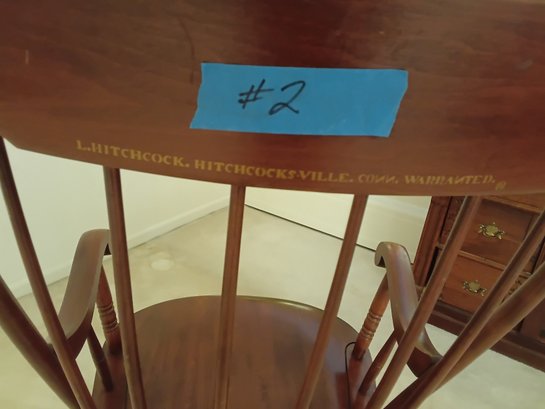 #2
L. HITCHCOCK. HITCHCOCKS-VILLE. CONN. WARRANTED. ®